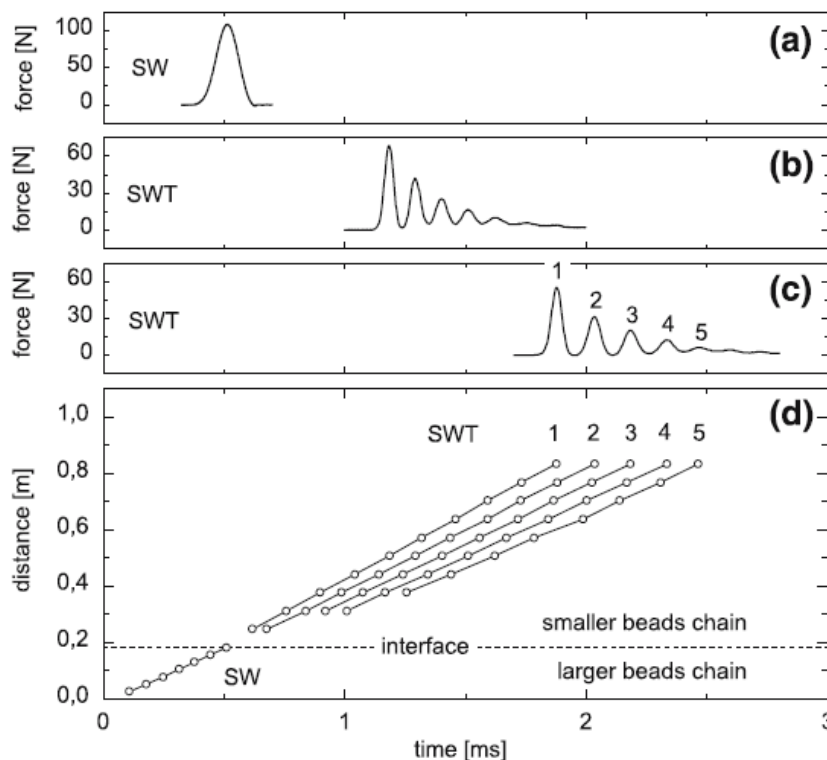 force [N]
100
50
0
SW
(a)
force [N]
60
30
0
SWT
(b)
force [N]
60
30
0
SWT
1
2
3
4
5
(c)
distance [m]
1,0
0,8
0,6
0,4
0,2
0,0
SWT 1 2 3 4 5
(d)
smaller beads chain
interface
SW
larger beads chain
0 1 2 3
time [ms]